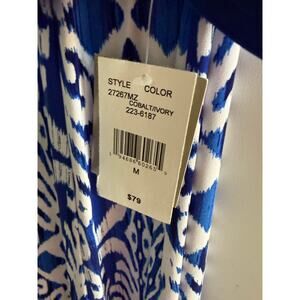 STYLE COLOR
27267MZ
COBALT/IVORY
223-6187
M
$79